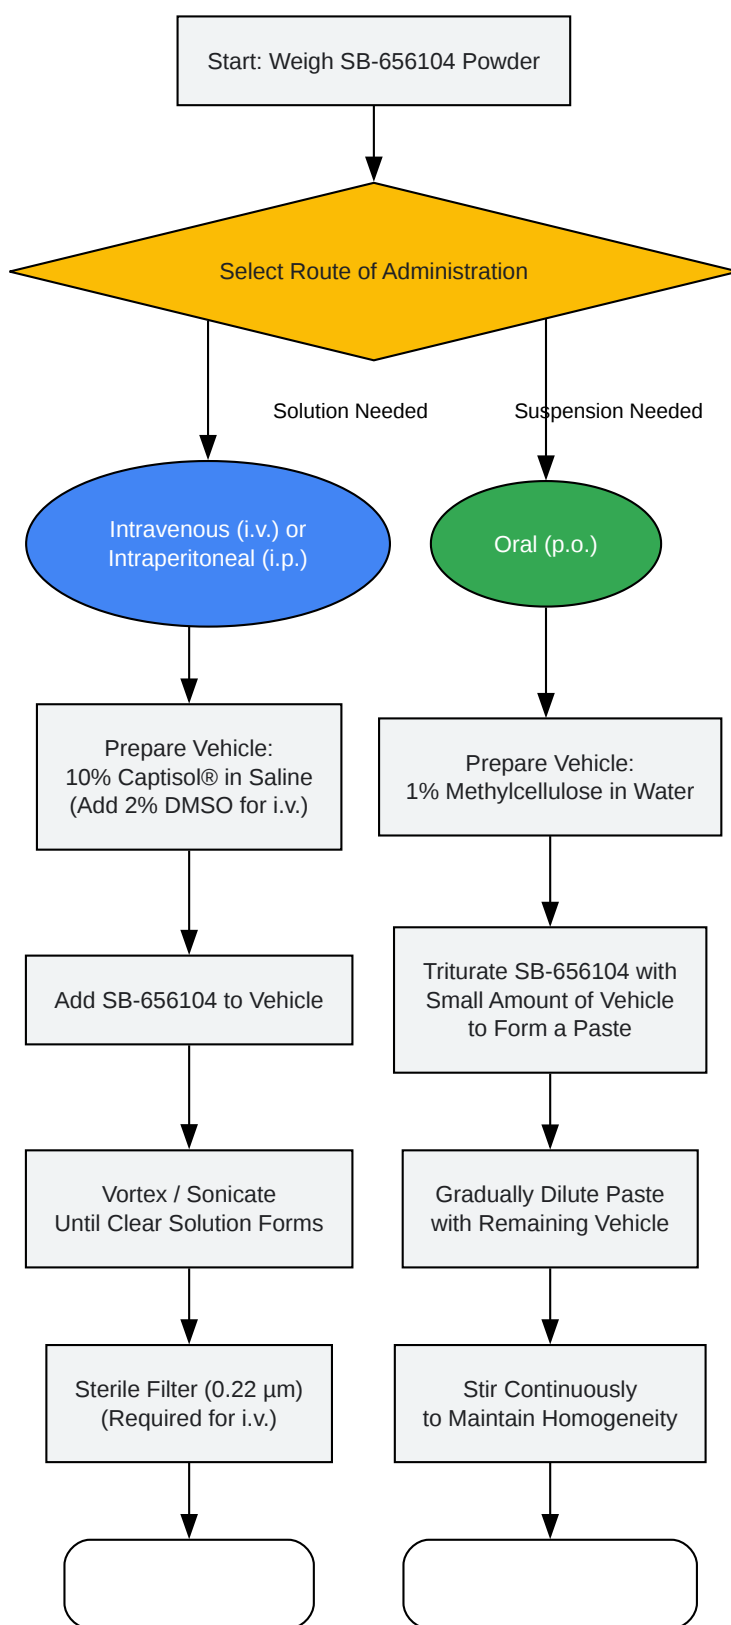 Start: Weigh SB-656104 Powder
Select Route of Administration
Solution Needed
Suspension Needed
Intravenous (i.v.) or
Intraperitoneal (i.p.)
Oral (p.o.)
Prepare Vehicle:
10% Captisol® in Saline
(Add 2% DMSO for i.v.)
Prepare Vehicle:
1% Methylcellulose in Water
Add SB-656104 to Vehicle
Triturate SB-656104 with
Small Amount of Vehicle
to Form a Paste
Vortex / Sonicate
Until Clear Solution Forms
Gradually Dilute Paste
with Remaining Vehicle
Sterile Filter (0.22 µm)
(Required for i.v.)
Stir Continuously
to Maintain Homogeneity